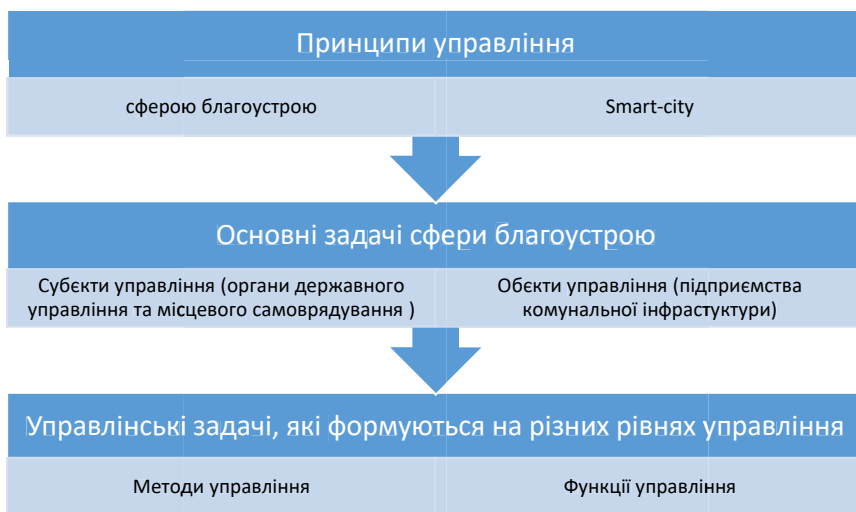 Принципи управління
сферою благоустрою
Smart-city
Основні задачі сфери благоустрою
Субєкти управління (органи державного
управління та місцевого самоврядування )
Обєкти управління (підприємства
комунальної інфрастуктури)
Управлінські задачі, які формуються на різних рівнях управління
Методи управління
Функції управління